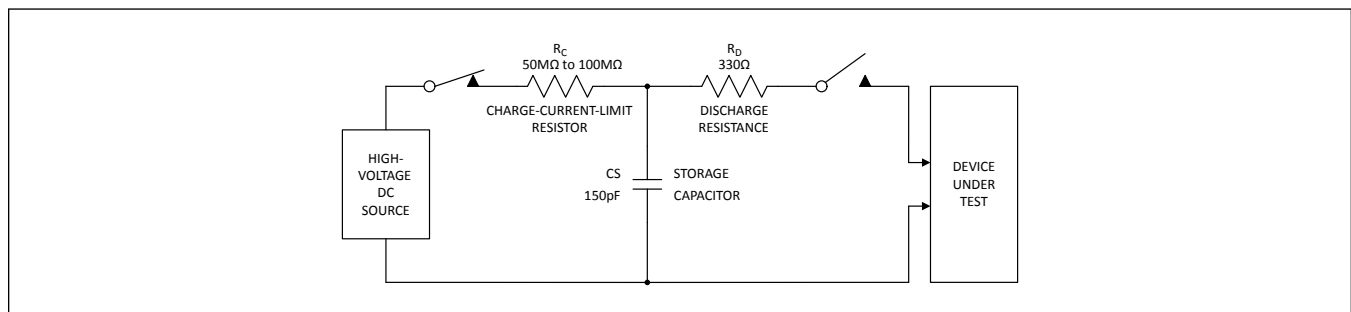 R_C
50MΩ to 100MΩ
CHARGE-CURRENT-LIMIT
RESISTOR
R_D
330Ω
DISCHARGE
RESISTANCE
HIGH-
VOLTAGE
DC
SOURCE
CS
150pF
STORAGE
CAPACITOR
DEVICE
UNDER
TEST